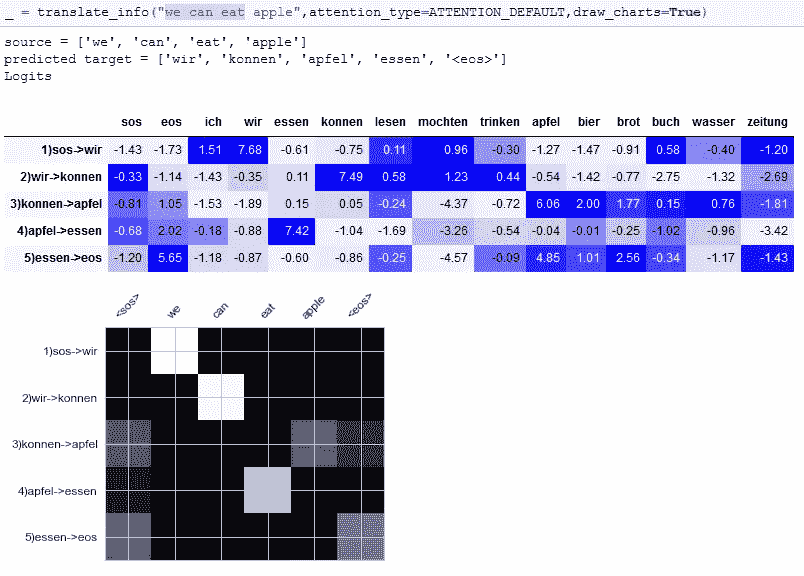 _ = translate_info("we can eat apple",attention_type=ATTENTION_DEFAULT,draw_charts=True)
source = ['we', 'can', 'eat', 'apple']
predicted target = ['wir', 'konnen', 'apfel', 'essen', '<eos>']
Logits
sos eos ich wir essen konnen lesen mochten trinken apfel bier brot buch wasser zeitung
1)sos->wir -1.43 -1.73 1.51 7.68 -0.61 -0.75 0.11 0.96 -0.30 -1.27 -1.47 -0.91 0.58 -0.40 -1.20
2)wir->konnen -0.33 -1.14 -1.43 -0.35 0.11 7.49 0.58 1.23 0.44 -0.54 -1.42 -0.77 -2.75 -1.32 -2.69
3)konnen->apfel -0.81 1.05 -1.53 -1.89 0.15 0.05 -0.24 -4.37 -0.72 6.06 2.00 1.77 0.15 0.76 -1.81
4)apfel->essen -0.68 2.02 -0.18 -0.88 7.42 -1.04 -1.69 -3.26 -0.54 -0.04 -0.01 -0.25 -1.02 -0.96 -3.42
5)essen->eos -1.20 5.65 -1.18 -0.87 -0.60 -0.86 -0.25 -4.57 -0.09 4.85 1.01 2.56 -0.34 -1.17 -1.43
<sos> we can eat apple <eos>
1)sos->wir
2)wir->konnen
3)konnen->apfel
4)apfel->essen
5)essen->eos